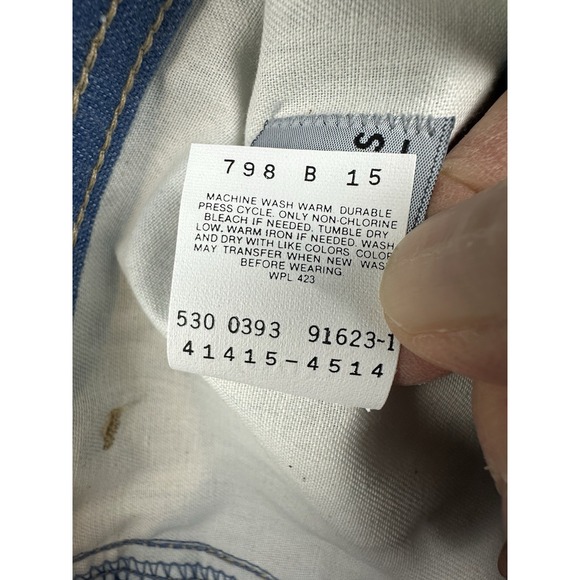 798 B 15
MACHINE WASH WARM DURABLE
PRESS CYCLE. ONLY NON-CHLORINE
BLEACH IF NEEDED. TUMBLE DRY
LOW. WARM IRON IF NEEDED. WASH
AND DRY WITH LIKE COLORS. COLOR
MAY TRANSFER WHEN NEW WASH
BEFORE WEARING
WPL 423
530 0393 91623-1
41415-4514